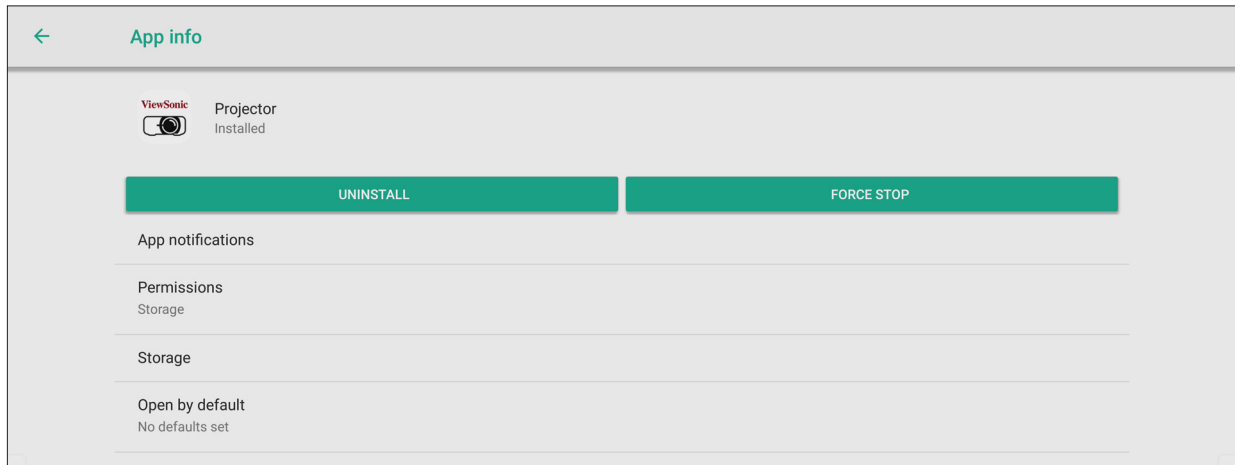 App info
ViewSonic
Projector
Installed
UNINSTALL
FORCE STOP
App notifications
Permissions
Storage
Storage
Open by default
No defaults set